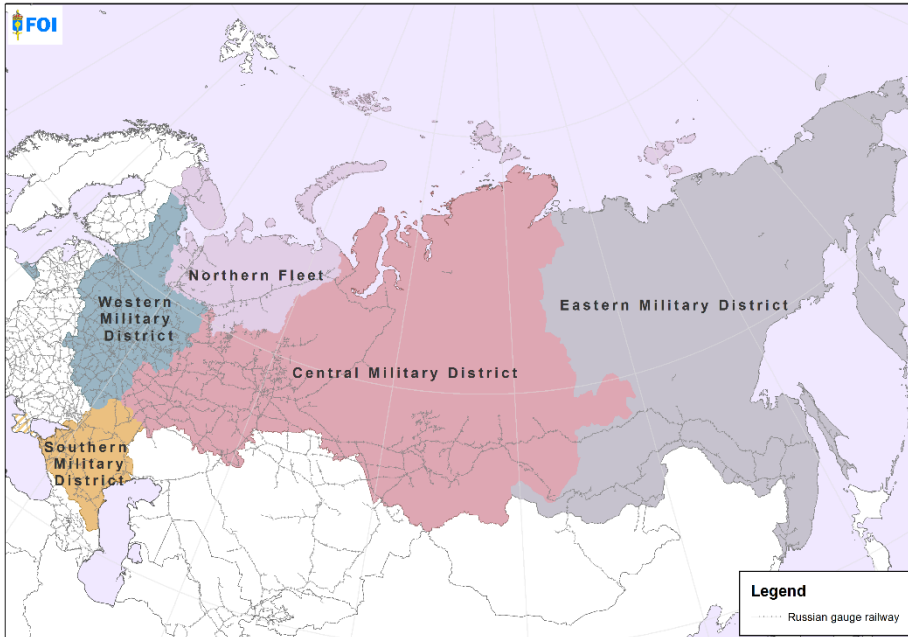 FOI
Northern Fleet
Western
Military
District
Eastern Military District
Central Military District
Southern
Military
District
Legend
Russian gauge railway